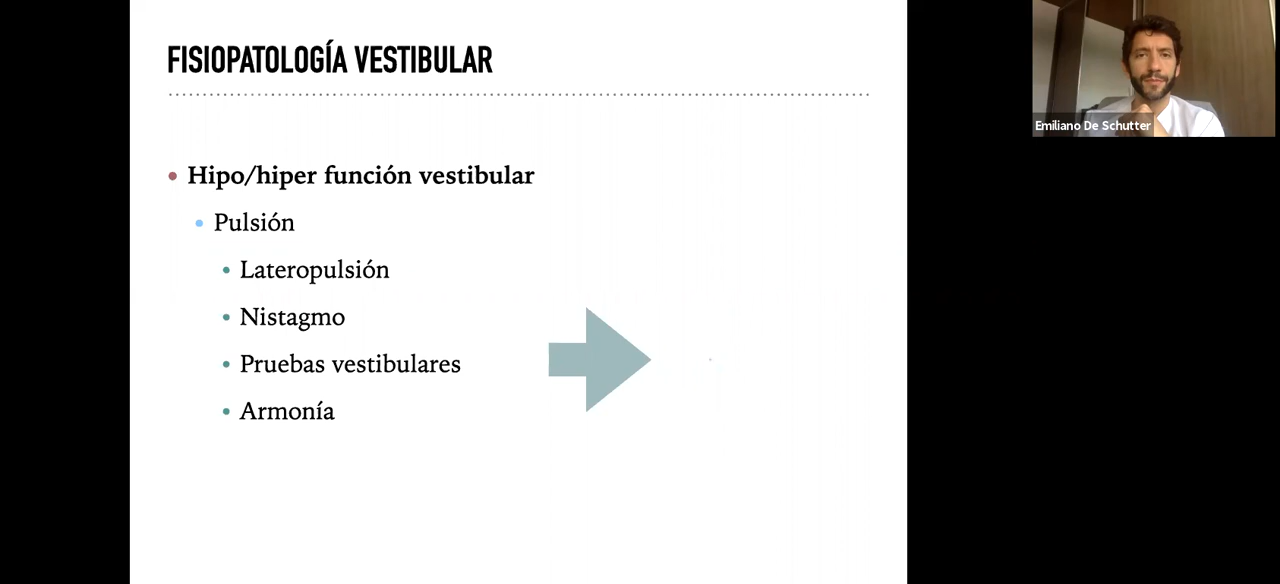 FISIOPATOLOGÍA VESTIBULAR
Hipo/hiper función vestibular
Pulsión
Lateropulsión
Nistagmo
Pruebas vestibulares
Armonía
Emiliano De Schutter